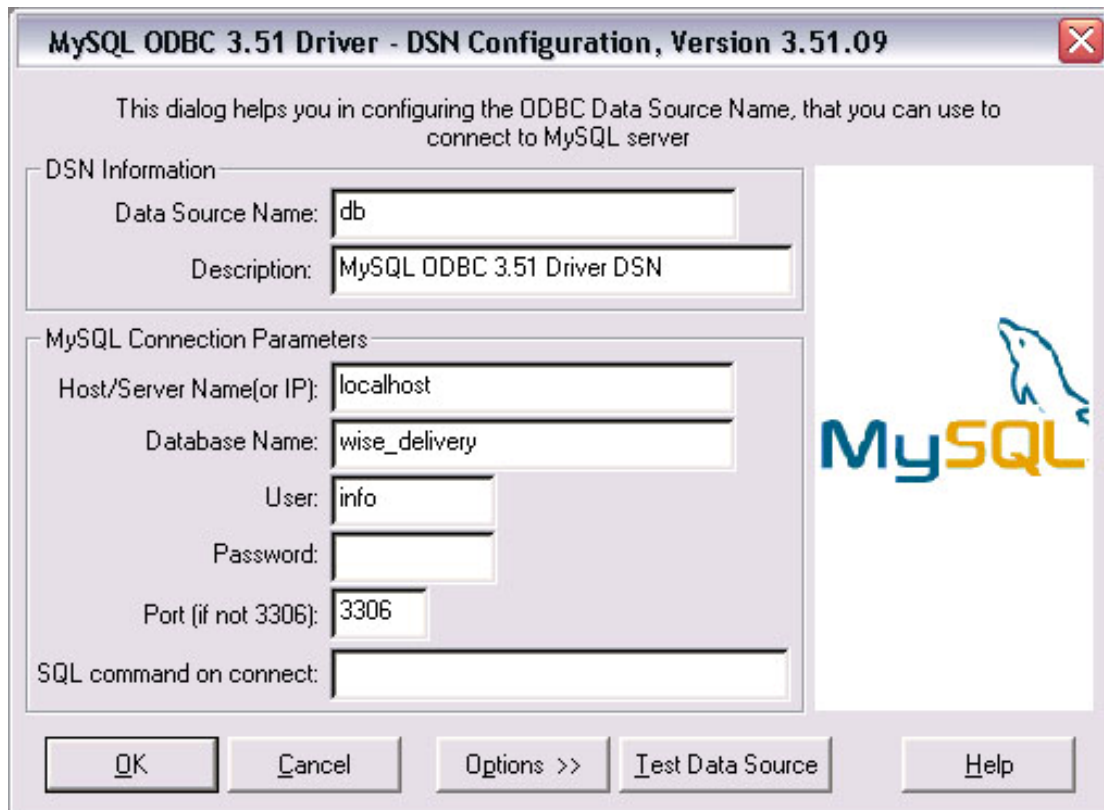 MySQL ODBC 3.51 Driver - DSN Configuration, Version 3.51.09
This dialog helps you in configuring the ODBC Data Source Name, that you can use to
connect to MySQL server
DSN Information
Data Source Name: db
Description: MySQL ODBC 3.51 Driver DSN
MySQL Connection Parameters
Host/Server Name(or IP): localhost
Database Name: wise_delivery
User: info
Password:
Port (if not 3306): 3306
SQL command on connect:
MySQL
OK Cancel Options >> Test Data Source Help